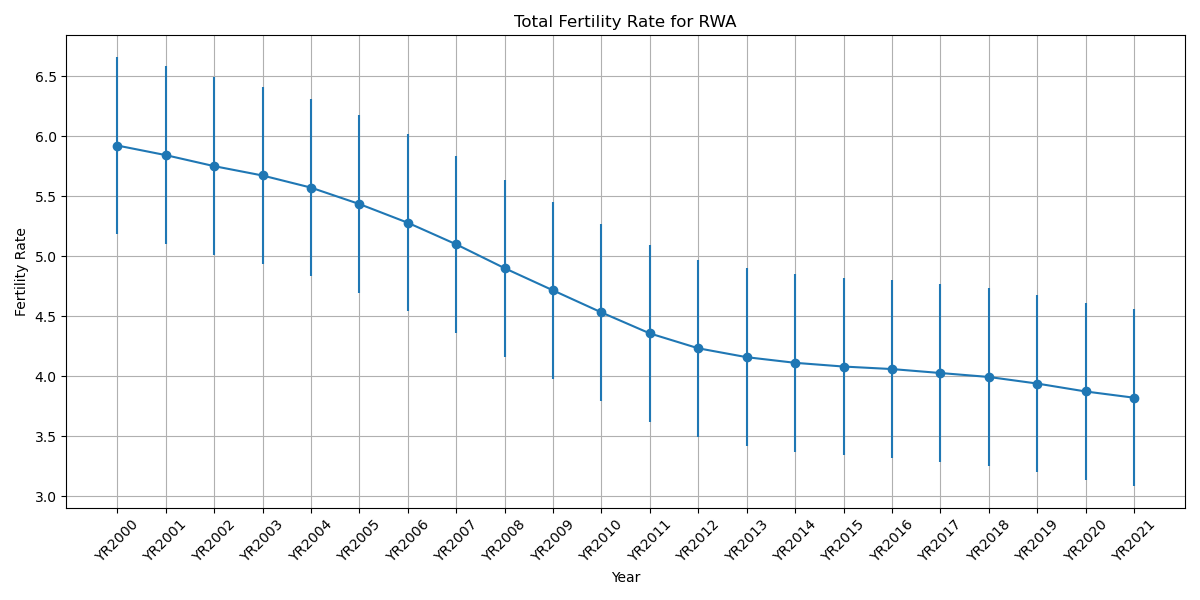 Total Fertility Rate for RWA
Fertility Rate
6.5
6.0
5.5
5.0
4.5
4.0
3.5
3.0
YR2000
YR2001
YR2002
YR2003
YR2004
YR2005
YR2006
YR2007
YR2008
YR2009
YR2010
YR2011
YR2012
YR2013
YR2014
YR2015
YR2016
YR2017
YR2018
YR2019
YR2020
YR2021
Year